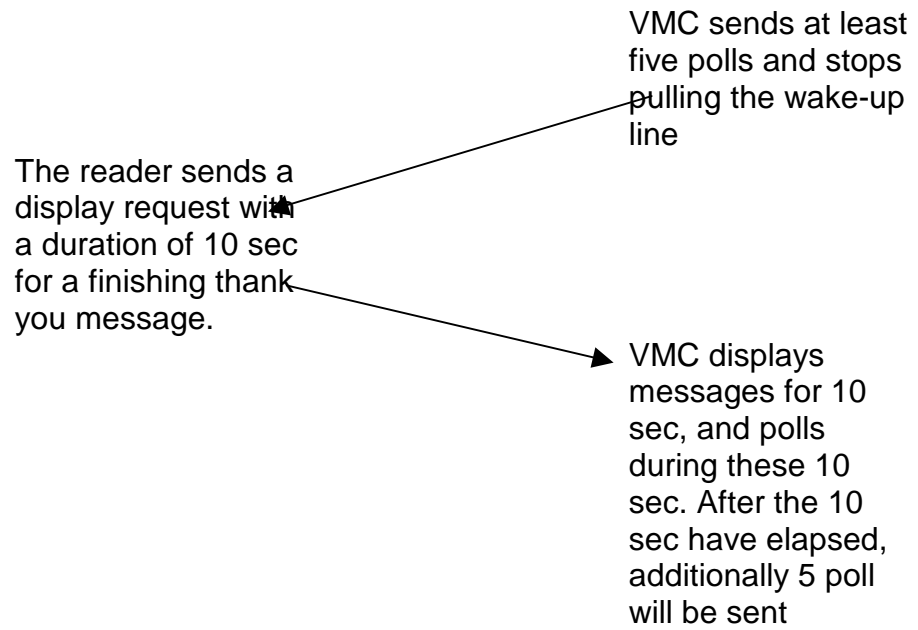 VMC sends at least
five polls and stops
pulling the wake-up
line
The reader sends a
display request with
a duration of 10 sec
for a finishing thank
you message.
VMC displays
messages for 10
sec, and polls
during these 10
sec. After the 10
sec have elapsed,
additionally 5 poll
will be sent